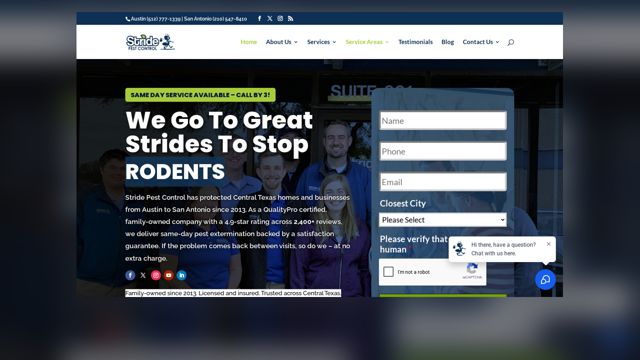 Austin (512) 777-1339 | San Antonio (210) 547-8410
Stride
PEST CONTROL
Home
About Us
Services
Service Areas
Testimonials
Blog
Contact Us
SAME DAY SERVICE AVAILABLE – CALL BY 3!
We Go To Great
Strides To Stop
RODENTS
Stride Pest Control has protected Central Texas homes and businesses
from Austin to San Antonio since 2013. As a QualityPro certified,
family-owned company with a 4.9-star rating across 2,400+ reviews,
we deliver same-day pest extermination backed by a satisfaction
guarantee. If the problem comes back between visits, so do we – at no
extra charge.
Family-owned since 2013. Licensed and insured. Trusted across Central Texas.
SUITE 201
Name
Phone
Email
Closest City
Please Select
Please verify that
human
I'm not a robot
reCAPTCHA
Hi there, have a question?
Chat with us here.